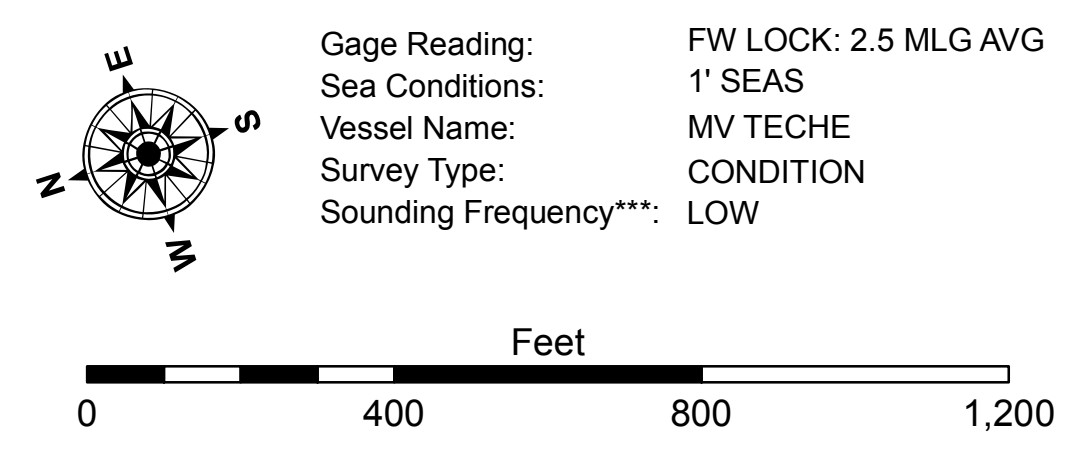 E
S
N
W
Gage Reading: FW LOCK: 2.5 MLG AVG
Sea Conditions: 1' SEAS
Vessel Name: MV TECHE
Survey Type: CONDITION
Sounding Frequency***: LOW
Feet
0 400 800 1,200